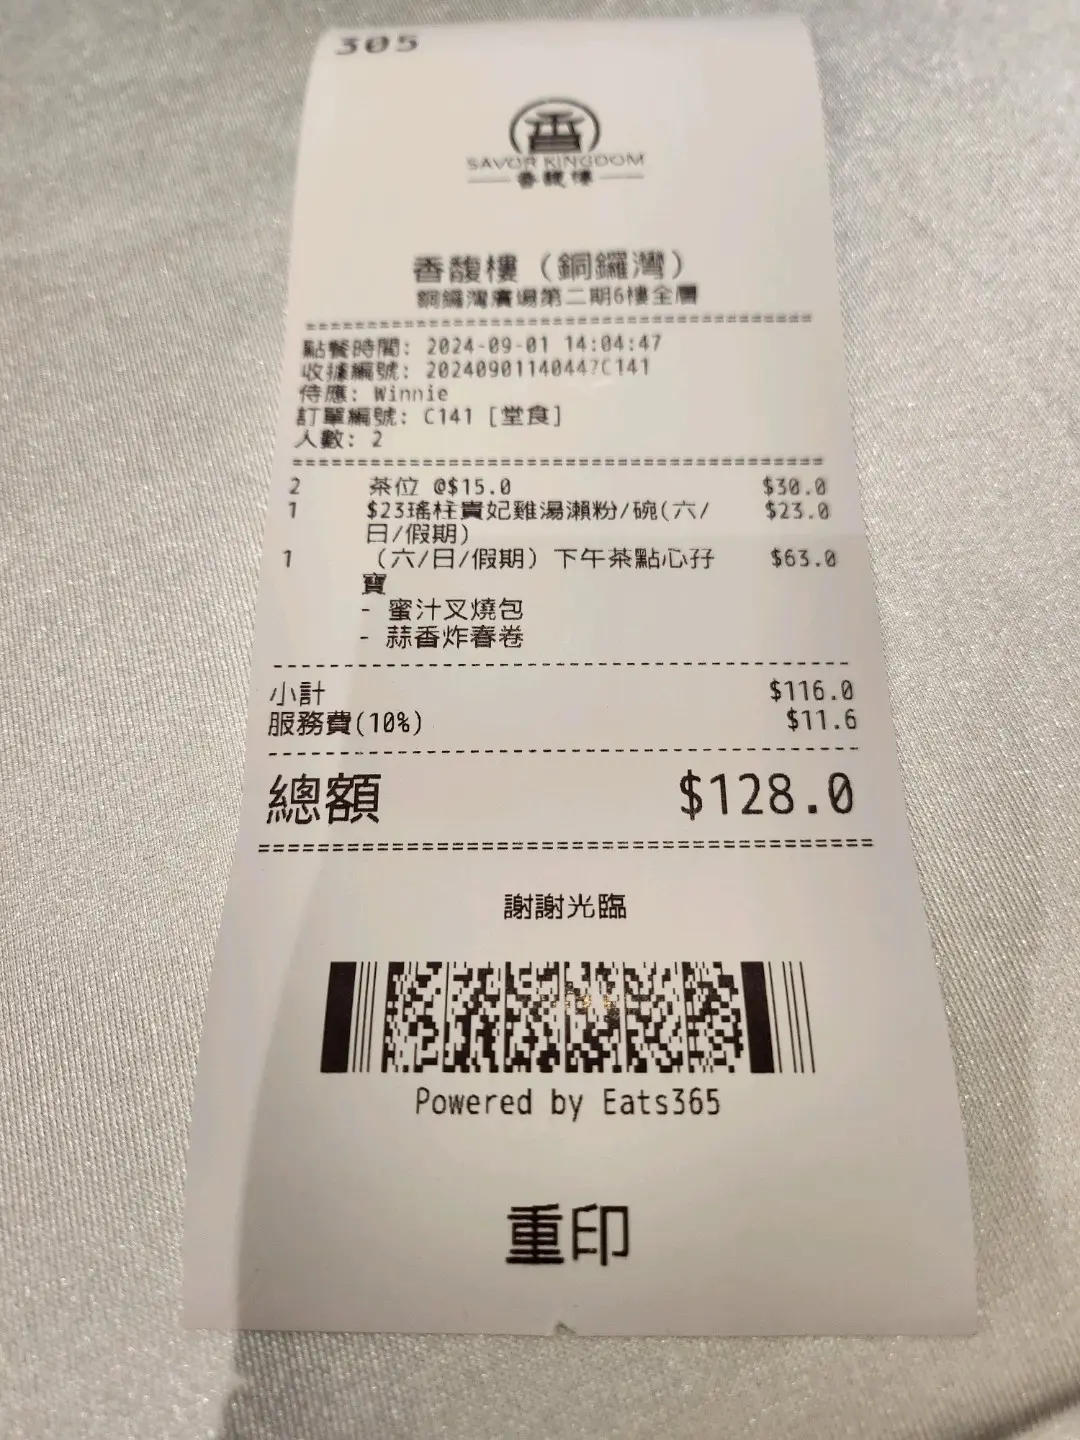 305
香
SAVOR KINGDOM
香馥樓
香馥樓 (銅鑼灣)
銅鑼灣廣場第二期6樓全層
點餐時間: 2024-09-01 14:04:47
收據編號: 20240901140447C141
侍應: Winnie
訂單編號: C141 [堂食]
人數: 2
2 茶位 @$15.0 $30.0
1 $23瑤柱貴妃雞湯瀨粉/碗(六/ $23.0
日/假期)
1 (六/日/假期) 下午茶點心孖 $63.0
寶
- 蜜汁叉燒包
- 蒜香炸春卷
小計 $116.0
服務費(10%) $11.6
總額 $128.0
謝謝光臨
Powered by Eats365
重印